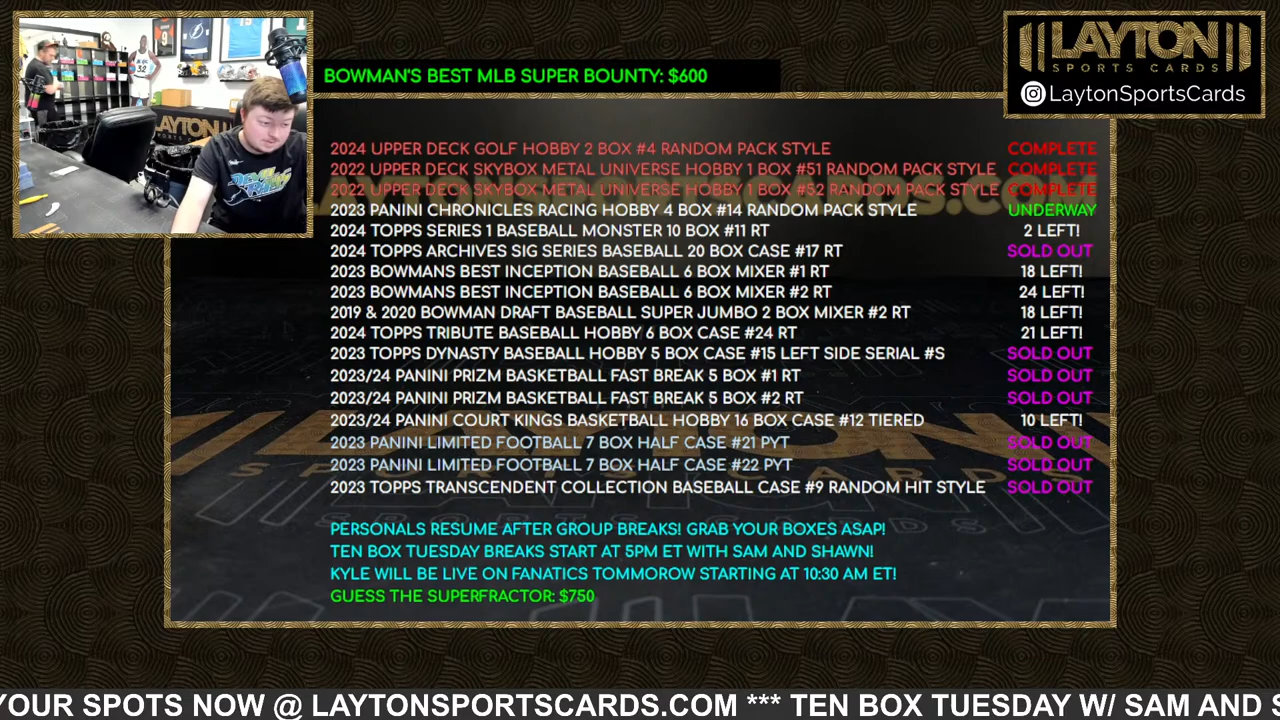 BOWMAN'S BEST MLB SUPER BOUNTY: $600
LAYTON
SPORTS CARDS
LaytonSportsCards
2024 UPPER DECK GOLF HOBBY 2 BOX #4 RANDOM PACK STYLE COMPLETE
2022 UPPER DECK SKYBOX METAL UNIVERSE HOBBY 1 BOX #51 RANDOM PACK STYLE COMPLETE
2022 UPPER DECK SKYBOX METAL UNIVERSE HOBBY 1 BOX #52 RANDOM PACK STYLE COMPLETE
2023 PANINI CHRONICLES RACING HOBBY 4 BOX #14 RANDOM PACK STYLE UNDERWAY
2024 TOPPS SERIES 1 BASEBALL MONSTER 10 BOX #11 RT 2 LEFT!
2024 TOPPS ARCHIVES SIG SERIES BASEBALL 20 BOX CASE #17 RT SOLD OUT
2023 BOWMANS BEST INCEPTION BASEBALL 6 BOX MIXER #1 RT 18 LEFT!
2023 BOWMANS BEST INCEPTION BASEBALL 6 BOX MIXER #2 RT 24 LEFT!
2019 & 2020 BOWMAN DRAFT BASEBALL SUPER JUMBO 2 BOX MIXER #2 RT 18 LEFT!
2024 TOPPS TRIBUTE BASEBALL HOBBY 6 BOX CASE #24 RT 21 LEFT!
2023 TOPPS DYNASTY BASEBALL HOBBY 5 BOX CASE #15 LEFT SIDE SERIAL #S SOLD OUT
2023/24 PANINI PRIZM BASKETBALL FAST BREAK 5 BOX #1 RT SOLD OUT
2023/24 PANINI PRIZM BASKETBALL FAST BREAK 5 BOX #2 RT SOLD OUT
2023/24 PANINI COURT KINGS BASKETBALL HOBBY 16 BOX CASE #12 TIERED 10 LEFT!
2023 PANINI LIMITED FOOTBALL 7 BOX HALF CASE #21 PYT SOLD OUT
2023 PANINI LIMITED FOOTBALL 7 BOX HALF CASE #22 PYT SOLD OUT
2023 TOPPS TRANSCENDENT COLLECTION BASEBALL CASE #9 RANDOM HIT STYLE SOLD OUT
PERSONALS RESUME AFTER GROUP BREAKS! GRAB YOUR BOXES ASAP!
TEN BOX TUESDAY BREAKS START AT 5PM ET WITH SAM AND SHAWN!
KYLE WILL BE LIVE ON FANATICS TOMMOROW STARTING AT 10:30 AM ET!
GUESS THE SUPERFRACTOR: $750
YOUR SPOTS NOW @ LAYTONSPORTSCARDS.COM *** TEN BOX TUESDAY W/ SAM AND S